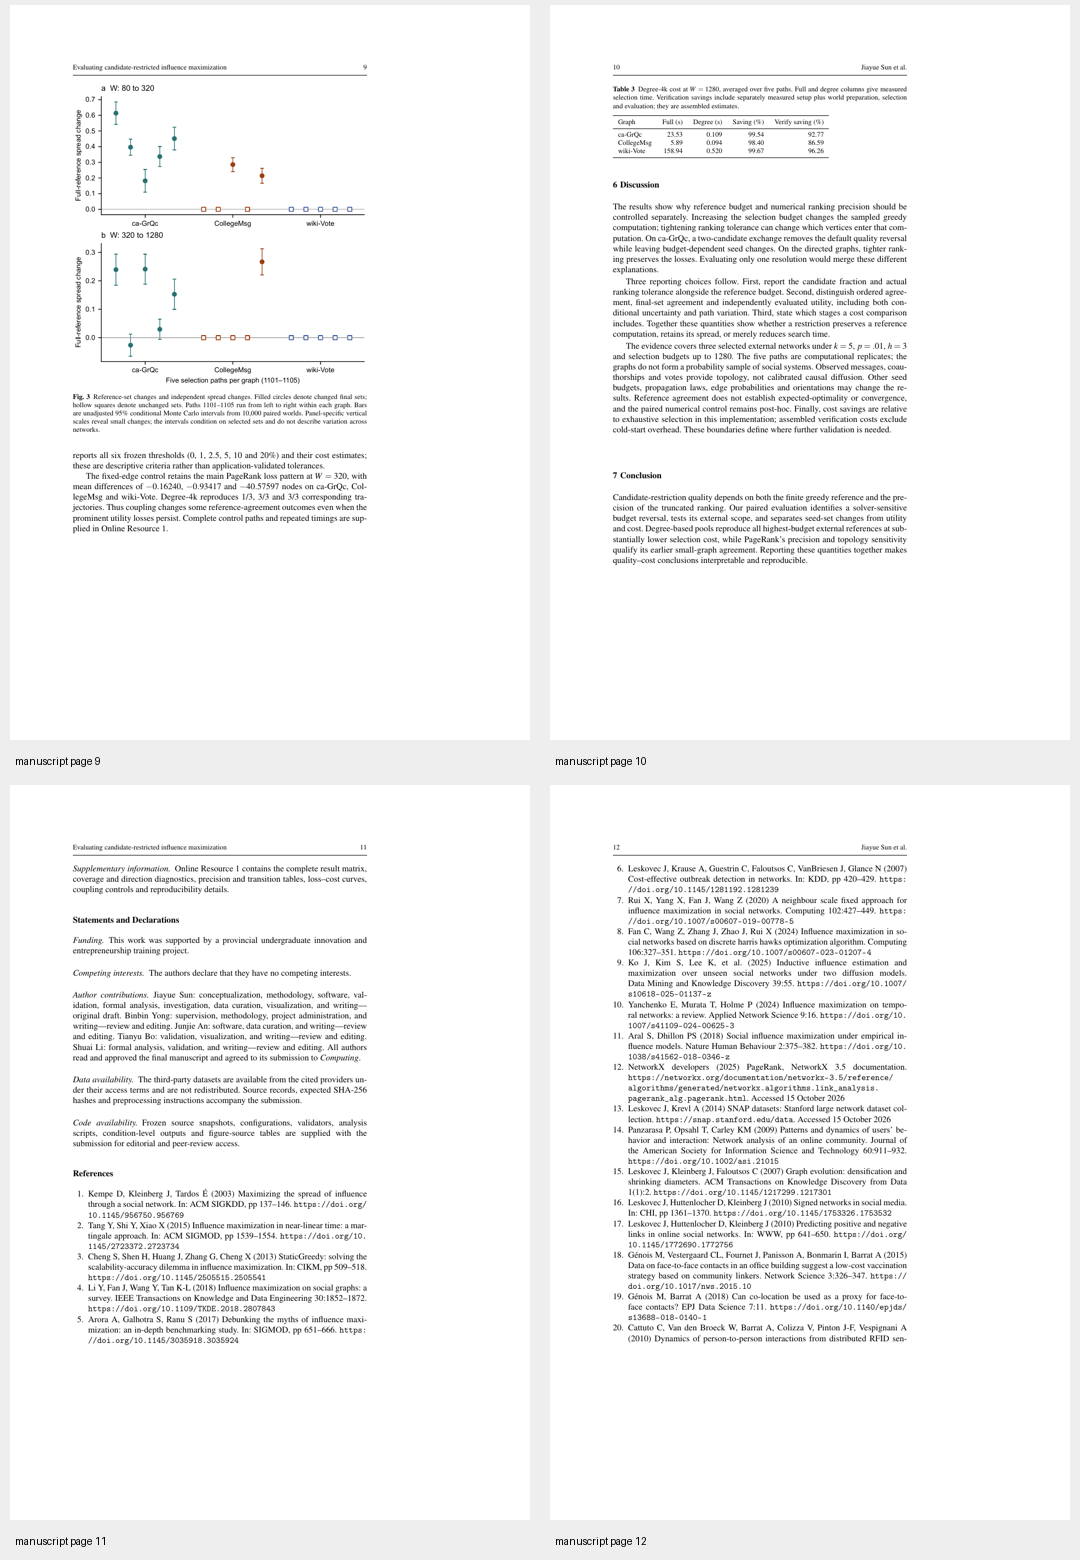 Evaluating candidate-restricted influence maximization 9
a W: 80 to 320
Full-reference spread change
0.7
0.6
0.5
0.4
0.3
0.2
0.1
0.0
ca-GrQc CollegeMsg wiki-Vote
b W: 320 to 1280
Full-reference spread change
0.3
0.2
0.1
0.0
ca-GrQc CollegeMsg wiki-Vote
Five selection paths per graph (1101–1105)
Fig. 3 Reference-set changes and independent spread changes. Filled circles denote changed final sets;
hollow squares denote unchanged sets. Paths 1101–1105 run from left to right within each graph. Bars
are unadjusted 95% conditional Monte Carlo intervals from 10,000 paired worlds. Panel-specific vertical
scales reveal small changes; the intervals condition on selected sets and do not describe variation across
networks.
reports all six frozen thresholds (0, 1, 2.5, 5, 10 and 20%) and their cost estimates;
these are descriptive criteria rather than application-validated tolerances.
The fixed-edge control retains the main PageRank loss pattern at W = 320, with
mean differences of −0.16240, −0.93417 and −40.57597 nodes on ca-GrQc, Col-
legeMsg and wiki-Vote. Degree-4k reproduces 1/3, 3/3 and 3/3 corresponding tra-
jectories. Thus coupling changes some reference-agreement outcomes even when the
prominent utility losses persist. Complete control paths and repeated timings are sup-
plied in Online Resource 1.
manuscript page 9
10 Jiayue Sun et al.
Table 3 Degree-4k cost at W = 1280, averaged over five paths. Full and degree columns give measured
selection time. Verification savings include separately measured setup plus world preparation, selection
and evaluation; they are assembled estimates.
Graph Full (s) Degree (s) Saving (%) Verify saving (%)
ca-GrQc 23.53 0.109 99.54 92.77
CollegeMsg 5.89 0.094 98.40 86.59
wiki-Vote 158.94 0.520 99.67 96.26
6 Discussion
The results show why reference budget and numerical ranking precision should be
controlled separately. Increasing the selection budget changes the sampled greedy
computation; tightening ranking tolerance can change which vertices enter that com-
putation. On ca-GrQc, a two-candidate exchange removes the default quality reversal
while leaving budget-dependent seed changes. On the directed graphs, tighter rank-
ing preserves the losses. Evaluating only one resolution would merge these different
explanations.
Three reporting choices follow. First, report the candidate fraction and actual
ranking tolerance alongside the reference budget. Second, distinguish ordered agree-
ment, final-set agreement and independently evaluated utility, including both con-
ditional uncertainty and path variation. Third, state which stages a cost comparison
includes. Together these quantities show whether a restriction preserves a reference
computation, retains its spread, or merely reduces search time.
The evidence covers three selected external networks under k = 5, p = .01, h = 3
and selection budgets up to 1280. The five paths are computational replicates; the
graphs do not form a probability sample of social systems. Observed messages, coau-
thorships and votes provide topology, not calibrated causal diffusion. Other seed
budgets, propagation laws, edge probabilities and orientations may change the re-
sults. Reference agreement does not establish expected-optimality or convergence,
and the paired numerical control remains post-hoc. Finally, cost savings are relative
to exhaustive selection in this implementation; assembled verification costs exclude
cold-start overhead. These boundaries define where further validation is needed.
7 Conclusion
Candidate-restriction quality depends on both the finite greedy reference and the pre-
cision of the truncated ranking. Our paired evaluation identifies a solver-sensitive
budget reversal, tests its external scope, and separates seed-set changes from utility
and cost. Degree-based pools reproduce all highest-budget external references at sub-
stantially lower selection cost, while PageRank's precision and topology sensitivity
qualify its earlier small-graph agreement. Reporting these quantities together makes
quality–cost conclusions interpretable and reproducible.
manuscript page 10
Evaluating candidate-restricted influence maximization 11
Supplementary information. Online Resource 1 contains the complete result matrix,
coverage and direction diagnostics, precision and transition tables, loss–cost curves,
coupling controls and reproducibility details.
Statements and Declarations
Funding. This work was supported by a provincial undergraduate innovation and
entrepreneurship training project.
Competing interests. The authors declare that they have no competing interests.
Author contributions. Jiayue Sun: conceptualization, methodology, software, val-
idation, formal analysis, investigation, data curation, visualization, and writing—
original draft. Binbin Yong: supervision, methodology, project administration, and
writing—review and editing. Junjie An: software, data curation, and writing—review
and editing. Tianyu Bo: validation, visualization, and writing—review and editing.
Shuai Li: formal analysis, validation, and writing—review and editing. All authors
read and approved the final manuscript and agreed to its submission to Computing.
Data availability. The third-party datasets are available from the cited providers un-
der their access terms and are not redistributed. Source records, expected SHA-256
hashes and preprocessing instructions accompany the submission.
Code availability. Frozen source snapshots, configurations, validators, analysis
scripts, condition-level outputs and figure-source tables are supplied with the
submission for editorial and peer-review access.
References
1. Kempe D, Kleinberg J, Tardos É (2003) Maximizing the spread of influence
through a social network. In: ACM SIGKDD, pp 137–146. https://doi.org/
10.1145/956750.956769
2. Tang Y, Shi Y, Xiao X (2015) Influence maximization in near-linear time: a mar-
tingale approach. In: ACM SIGMOD, pp 1539–1554. https://doi.org/10.
1145/2723372.2723734
3. Cheng S, Shen H, Huang J, Zhang G, Cheng X (2013) StaticGreedy: solving the
scalability-accuracy dilemma in influence maximization. In: CIKM, pp 509–518.
https://doi.org/10.1145/2505515.2505541
4. Li Y, Fan J, Wang Y, Tan K-L (2018) Influence maximization on social graphs: a
survey. IEEE Transactions on Knowledge and Data Engineering 30:1852–1872.
https://doi.org/10.1109/TKDE.2018.2807843
5. Arora A, Galhotra S, Ranu S (2017) Debunking the myths of influence maxi-
mization: an in-depth benchmarking study. In: SIGMOD, pp 651–666. https:
//doi.org/10.1145/3035918.3035924
manuscript page 11
12 Jiayue Sun et al.
6. Leskovec J, Krause A, Guestrin C, Faloutsos C, VanBriesen J, Glance N (2007)
Cost-effective outbreak detection in networks. In: KDD, pp 420–429. https:
//doi.org/10.1145/1281192.1281239
7. Rui X, Yang X, Fan J, Wang Z (2020) A neighbour scale fixed approach for
influence maximization in social networks. Computing 102:427–449. https:
//doi.org/10.1007/s00607-019-00778-5
8. Fan C, Wang Z, Zhang J, Zhao J, Rui X (2024) Influence maximization in so-
cial networks based on discrete harris hawks optimization algorithm. Computing
106:327–351. https://doi.org/10.1007/s00607-023-01207-4
9. Ko J, Kim S, Lee K, et al. (2025) Inductive influence estimation and
maximization over unseen social networks under two diffusion models.
Data Mining and Knowledge Discovery 39:55. https://doi.org/10.1007/
s10618-025-01137-z
10. Yanchenko E, Murata T, Holme P (2024) Influence maximization on tempo-
ral networks: a review. Applied Network Science 9:16. https://doi.org/10.
1007/s41109-024-00625-3
11. Aral S, Dhillon PS (2018) Social influence maximization under empirical in-
fluence models. Nature Human Behaviour 2:375–382. https://doi.org/10.
1038/s41562-018-0346-z
12. NetworkX developers (2025) PageRank, NetworkX 3.5 documentation.
https://networkx.org/documentation/networkx-3.5/reference/
algorithms/generated/networkx.algorithms.link_analysis.
pagerank_alg.pagerank.html. Accessed 15 October 2026
13. Leskovec J, Krevl A (2014) SNAP datasets: Stanford large network dataset col-
lection. https://snap.stanford.edu/data. Accessed 15 October 2026
14. Panzarasa P, Opsahl T, Carley KM (2009) Patterns and dynamics of users' be-
havior and interaction: Network analysis of an online community. Journal of
the American Society for Information Science and Technology 60:911–932.
https://doi.org/10.1002/asi.21015
15. Leskovec J, Kleinberg J, Faloutsos C (2007) Graph evolution: densification and
shrinking diameters. ACM Transactions on Knowledge Discovery from Data
1(1):2. https://doi.org/10.1145/1217299.1217301
16. Leskovec J, Huttenlocher D, Kleinberg J (2010) Signed networks in social media.
In: CHI, pp 1361–1370. https://doi.org/10.1145/1753326.1753532
17. Leskovec J, Huttenlocher D, Kleinberg J (2010) Predicting positive and negative
links in online social networks. In: WWW, pp 641–650. https://doi.org/
10.1145/1772690.1772756
18. Génois M, Vestergaard CL, Fournet J, Panisson A, Bonmarin I, Barrat A (2015)
Data on face-to-face contacts in an office building suggest a low-cost vaccination
strategy based on community linkers. Network Science 3:326–347. https://
doi.org/10.1017/nws.2015.10
19. Génois M, Barrat A (2018) Can co-location be used as a proxy for face-to-
face contacts? EPJ Data Science 7:11. https://doi.org/10.1140/epjds/
s13688-018-0140-1
20. Cattuto C, Van den Broeck W, Barrat A, Colizza V, Pinton J-F, Vespignani A
(2010) Dynamics of person-to-person interactions from distributed RFID sen-
manuscript page 12